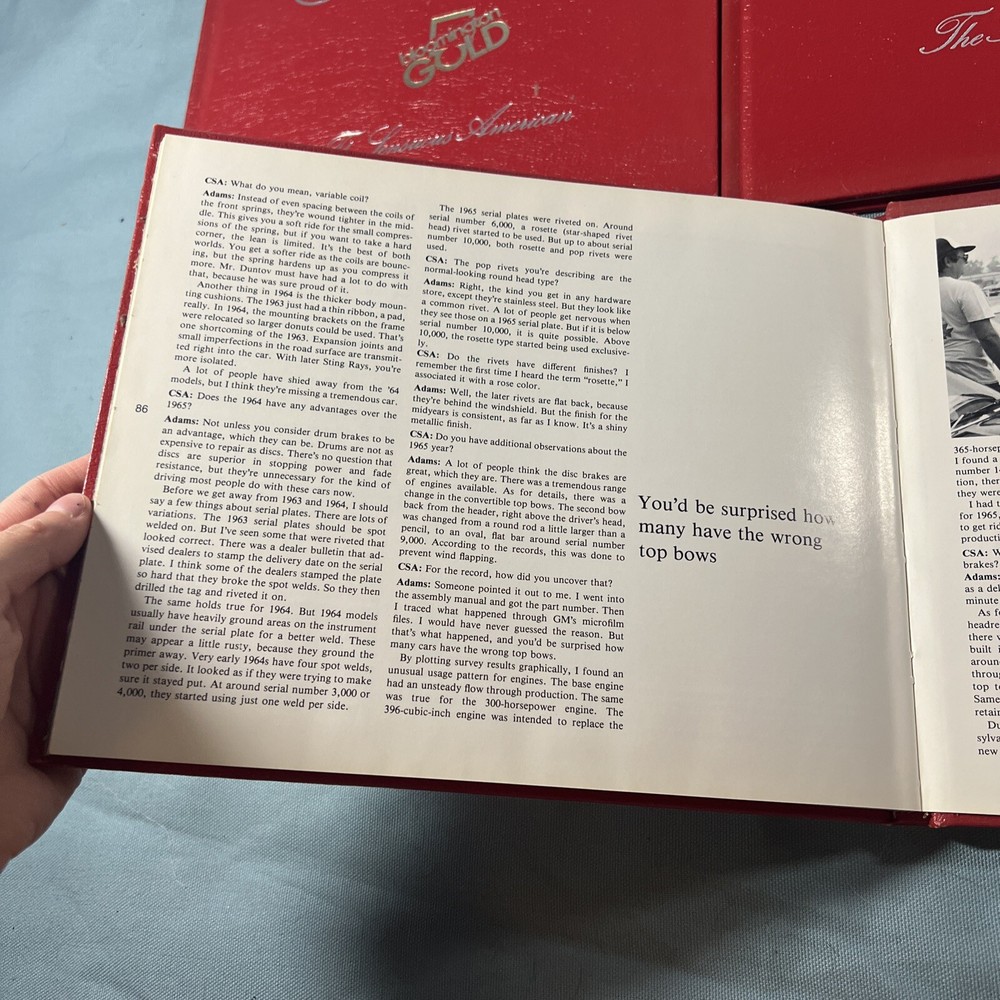 bloomington
GOLD
The Sensuous American
The
CSA: What do you mean, variable coil?
Adams: Instead of even spacing between the coils of
the front springs, they're wound tighter in the mid-
dle. This gives you a soft ride for the small compres-
sions of the spring, but if you want to take a hard
corner, the lean is limited. It's the best of both
worlds. You get a softer ride as the coils are bounc-
ing, but the spring hardens up as you compress it
more. Mr. Duntov must have had a lot to do with
that, because he was sure proud of it.
Another thing in 1964 is the thicker body moun-
ting cushions. The 1963 just had a thin ribbon, a pad,
really. In 1964, the mounting brackets on the frame
were relocated so larger donuts could be used. That's
one shortcoming of the 1963. Expansion joints and
small imperfections in the road surface are transmit-
ted right into the car. With later Sting Rays, you're
more isolated.
A lot of people have shied away from the '64
models, but I think they're missing a tremendous car.
CSA: Does the 1964 have any advantages over the
1965?
86
Adams: Not unless you consider drum brakes to be
an advantage, which they can be. Drums are not as
expensive to repair as discs. There's no question that
discs are superior in stopping power and fade
resistance, but they're unnecessary for the kind of
driving most people do with these cars now.
Before we get away from 1963 and 1964, I should
say a few things about serial plates. There are lots of
variations. The 1963 serial plates should be spot
welded on. But I've seen some that were riveted that
looked correct. There was a dealer bulletin that ad-
vised dealers to stamp the delivery date on the serial
plate. I think some of the dealers stamped the plate
so hard that they broke the spot welds. So they then
drilled the tag and riveted it on.
The same holds true for 1964. But 1964 models
usually have heavily ground areas on the instrument
rail under the serial plate for a better weld. These
may appear a little rusty, because they ground the
primer away. Very early 1964s have four spot welds,
two per side. It looked as if they were trying to make
sure it stayed put. At around serial number 3,000 or
4,000, they started using just one weld per side.
The 1965 serial plates were riveted on. Around
serial number 6,000, a rosette (star-shaped rivet
head) rivet started to be used. But up to about serial
number 10,000, both rosette and pop rivets were
used.
CSA: The pop rivets you're describing are the
normal-looking round head type?
Adams: Right, the kind you get in any hardware
store, except they're stainless steel. But they look like
a common rivet. A lot of people get nervous when
they see those on a 1965 serial plate. But if it is below
serial number 10,000, it is quite possible. Above
10,000, the rosette type started being used exclusive-
ly.
CSA: Do the rivets have different finishes? I
remember the first time I heard the term "rosette," I
associated it with a rose color.
Adams: Well, the later rivets are flat back, because
they're behind the windshield. But the finish for the
midyears is consistent, as far as I know. It's a shiny
metallic finish.
CSA: Do you have additional observations about the
1965 year?
Adams: A lot of people think the disc brakes are
great, which they are. There was a tremendous range
of engines available. As for details, there was a
change in the convertible top bows. The second bow
back from the header, right above the driver's head,
was changed from a round rod a little larger than a
pencil, to an oval, flat bar around serial number
9,000. According to the records, this was done to
prevent wind flapping.
CSA: For the record, how did you uncover that?
Adams: Someone pointed it out to me. I went into
the assembly manual and got the part number. Then
I traced what happened through GM's microfilm
files. I would have never guessed the reason. But
that's what happened, and you'd be surprised how
many cars have the wrong top bows.
By plotting survey results graphically, I found an
unusual usage pattern for engines. The base engine
had an unsteady flow through production. The same
was true for the 300-horsepower engine. The
396-cubic-inch engine was intended to replace the
You'd be surprised how
many have the wrong
top bows
365-horsep
I found a
number 1
tion, ther
they were
I had t
for 1965,
to get ric
producti
CSA: W
brakes?
Adams:
as a del
minute
As f
headre
there v
built i
aroun
throu
top t
Same
retai
Du
sylva
new